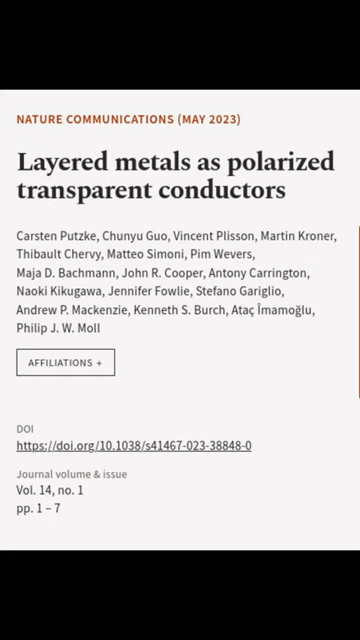 NATURE COMMUNICATIONS (MAY 2023)
Layered metals as polarized
transparent conductors
Carsten Putzke, Chunyu Guo, Vincent Plisson, Martin Kroner,
Thibault Chervy, Matteo Simoni, Pim Wevers,
Maja D. Bachmann, John R. Cooper, Antony Carrington,
Naoki Kikugawa, Jennifer Fowlie, Stefano Gariglio,
Andrew P. Mackenzie, Kenneth S. Burch, Ataç Îmamoğlu,
Philip J. W. Moll
AFFILIATIONS +
DOI
https://doi.org/10.1038/s41467-023-38848-0
Journal volume & issue
Vol. 14, no. 1
pp. 1 – 7